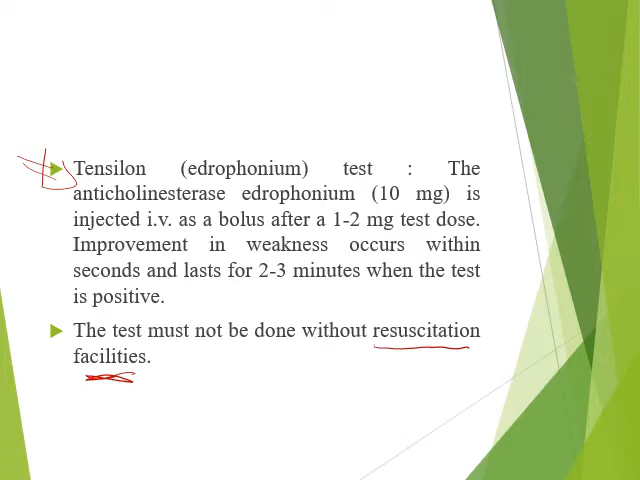 Tensilon (edrophonium) test : The
anticholinesterase edrophonium (10 mg) is
injected i.v. as a bolus after a 1-2 mg test dose.
Improvement in weakness occurs within
seconds and lasts for 2-3 minutes when the test
is positive.
The test must not be done without resuscitation
facilities.